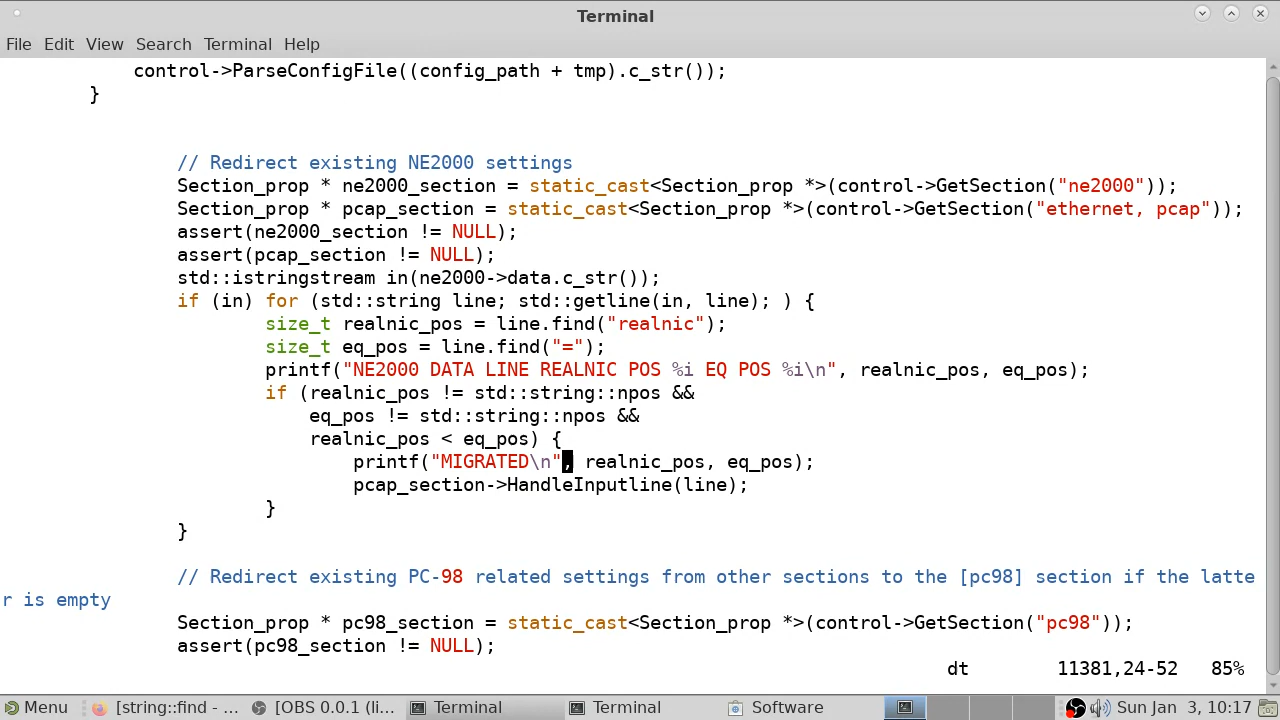 Terminal
File Edit View Search Terminal Help
control->ParseConfigFile((config_path + tmp).c_str());
}
// Redirect existing NE2000 settings
Section_prop * ne2000_section = static_cast<Section_prop *>(control->GetSection("ne2000"));
Section_prop * pcap_section = static_cast<Section_prop *>(control->GetSection("ethernet, pcap"));
assert(ne2000_section != NULL);
assert(pcap_section != NULL);
std::istringstream in(ne2000->data.c_str());
if (in) for (std::string line; std::getline(in, line); ) {
size_t realnic_pos = line.find("realnic");
size_t eq_pos = line.find("=");
printf("NE2000 DATA LINE REALNIC POS %i EQ POS %i\n", realnic_pos, eq_pos);
if (realnic_pos != std::string::npos &&
eq_pos != std::string::npos &&
realnic_pos < eq_pos) {
printf("MIGRATED\n", realnic_pos, eq_pos);
pcap_section->HandleInputline(line);
}
}
// Redirect existing PC-98 related settings from other sections to the [pc98] section if the latte
r is empty
Section_prop * pc98_section = static_cast<Section_prop *>(control->GetSection("pc98"));
assert(pc98_section != NULL);
dt 11381,24-52 85%
Menu [string::find - ... [OBS 0.0.1 (li... Terminal Terminal Software Sun Jan 3, 10:17